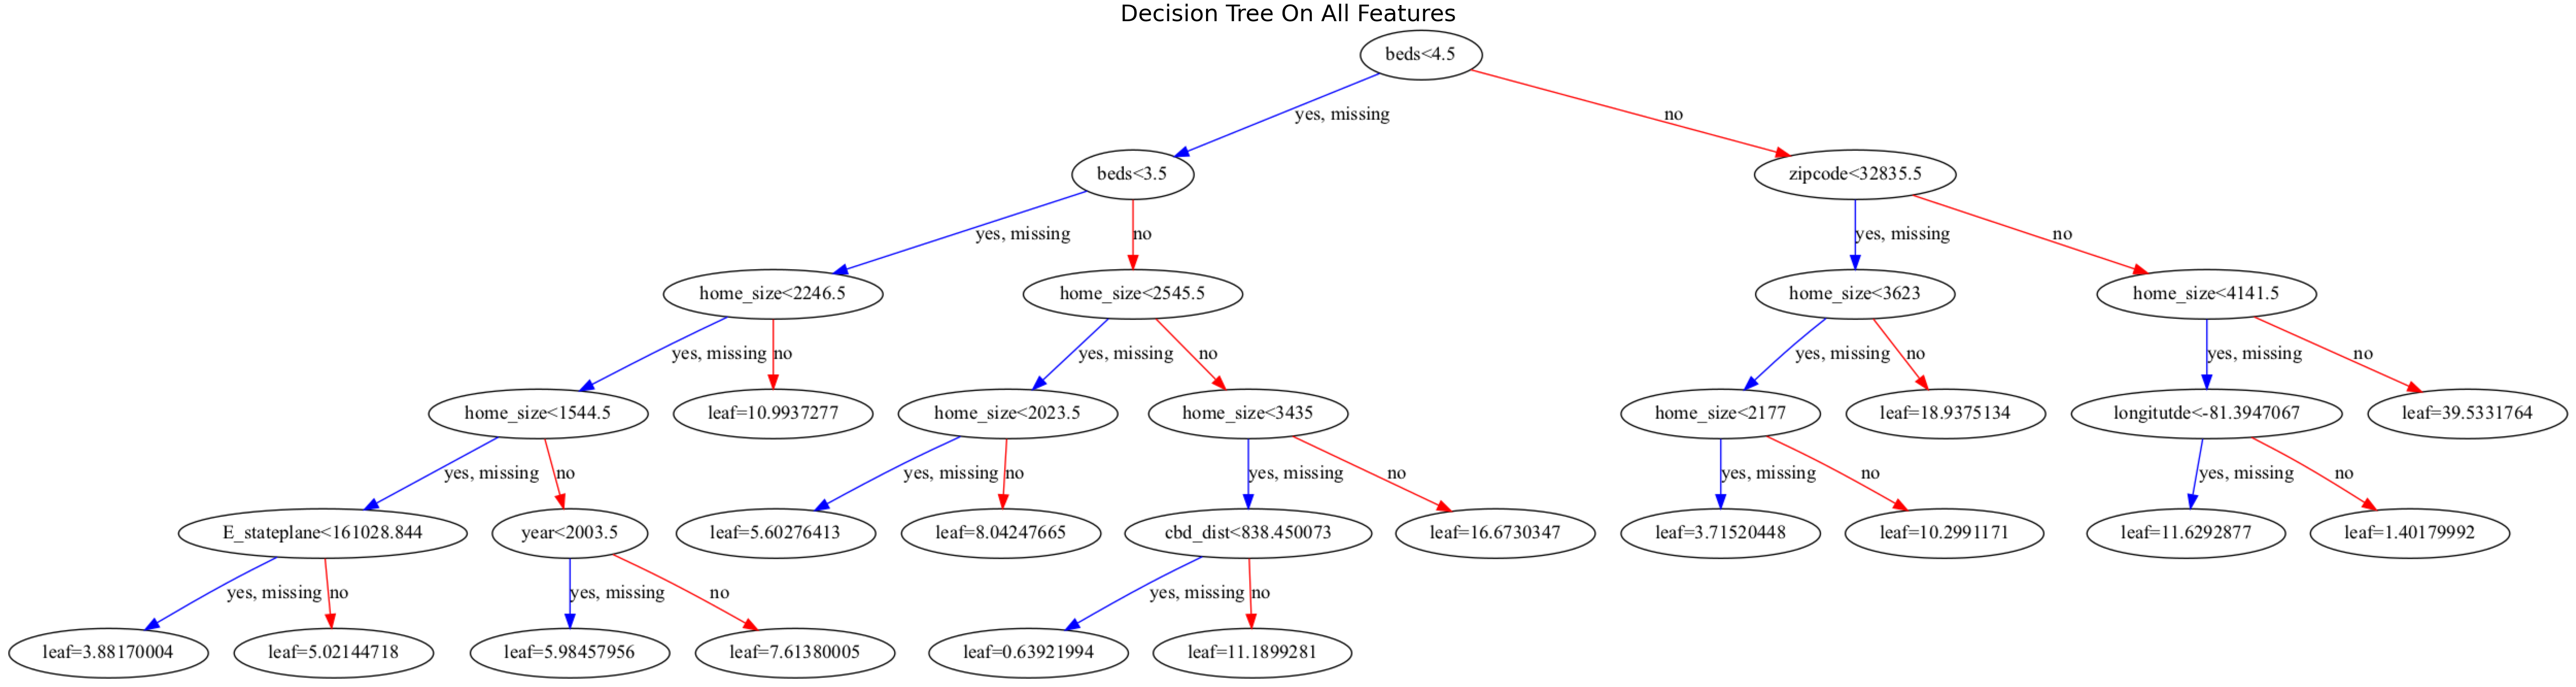 Decision Tree On All Features
beds<4.5
yes, missing
no
beds<3.5
zipcode<32835.5
yes, missing
no
yes, missing
no
home_size<2246.5
home_size<2545.5
home_size<3623
home_size<4141.5
yes, missing
no
yes, missing
no
yes, missing
no
yes, missing
no
home_size<1544.5
leaf=10.9937277
home_size<2023.5
home_size<3435
home_size<2177
leaf=18.9375134
longitutde<-81.3947067
leaf=39.5331764
yes, missing
no
yes, missing
no
yes, missing
no
yes, missing
no
yes, missing
no
E_stateplane<161028.844
year<2003.5
leaf=5.60276413
leaf=8.04247665
cbd_dist<838.450073
leaf=16.6730347
leaf=3.71520448
leaf=10.2991171
leaf=11.6292877
leaf=1.40179992
yes, missing
no
yes, missing
no
yes, missing
no
leaf=3.88170004
leaf=5.02144718
leaf=5.98457956
leaf=7.61380005
leaf=0.63921994
leaf=11.1899281